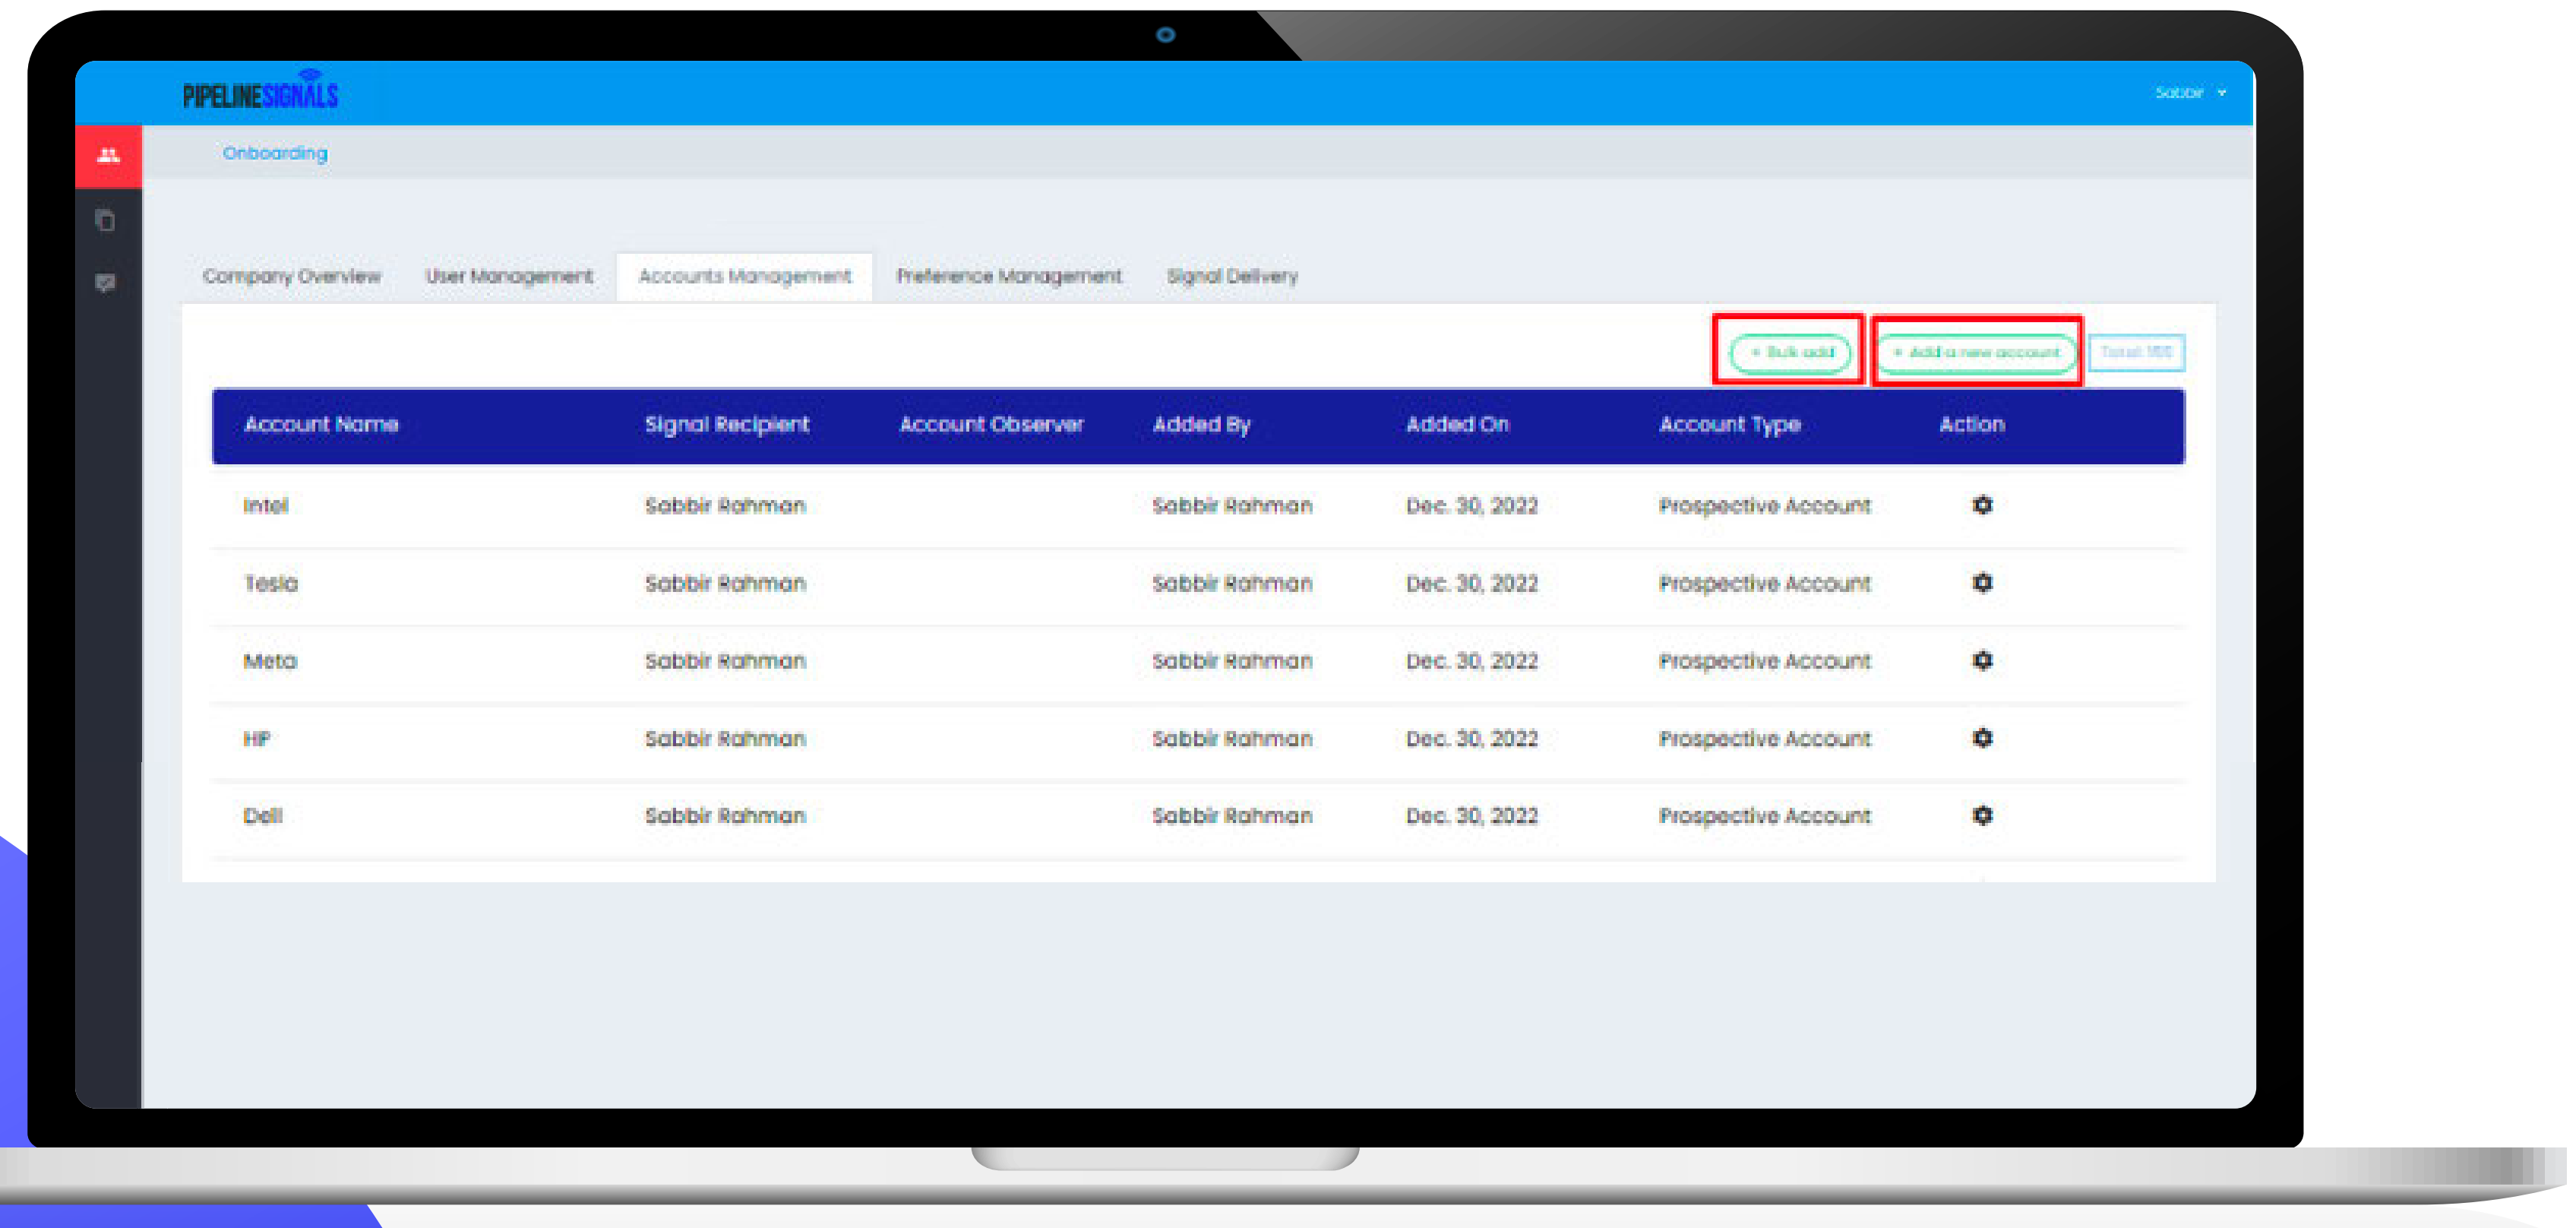 PIPELINESIGNALS
Sabbir
Onboarding
Company Overview User Management Accounts Management Preference Management Signal Delivery
+ Bulk add + Add a new account Total:
Account Name Signal Recipient Account Observer Added By Added On Account Type Action
Intel Sabbir Rahman Sabbir Rahman Dec. 30, 2022 Prospective Account
Tesla Sabbir Rahman Sabbir Rahman Dec. 30, 2022 Prospective Account
Meta Sabbir Rahman Sabbir Rahman Dec. 30, 2022 Prospective Account
HP Sabbir Rahman Sabbir Rahman Dec. 30, 2022 Prospective Account
Dell Sabbir Rahman Sabbir Rahman Dec. 30, 2022 Prospective Account